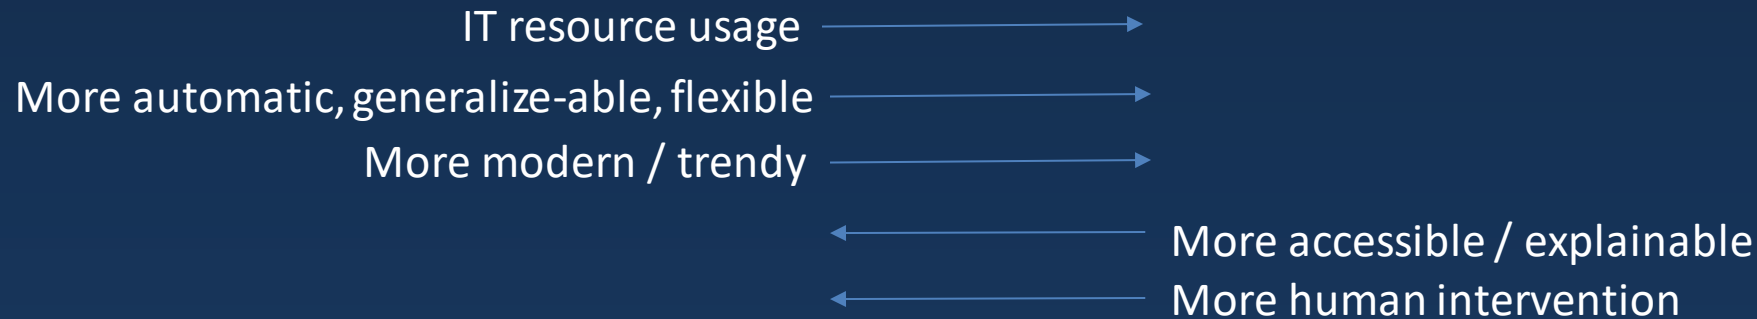 IT resource usage
More automatic, generalize-able, flexible
More modern / trendy
More accessible / explainable
More human intervention